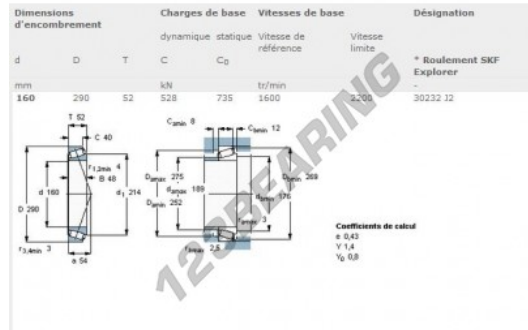 Dimensions d'encombrement
Charges de base
Vitesses de base
Désignation
dynamique
statique
Vitesse de référence
Vitesse limite
d
D
T
C
C0
* Roulement SKF Explorer
mm
kN
tr/min
-
160
290
52
528
735
1600
2200
30232 J2
T 52
C 40
r1,2min 4
B 48
d 160
d1 214
D 290
r3,4min 3
a 54
Camin 8
Cbmin 12
Damax 275
damax 189
Damin 252
Dbmin 269
dbmin 176
ramax 3
rbmax 2,5
Coefficients de calcul
e 0,43
Y 1,4
Y0 0,8
123BEARING